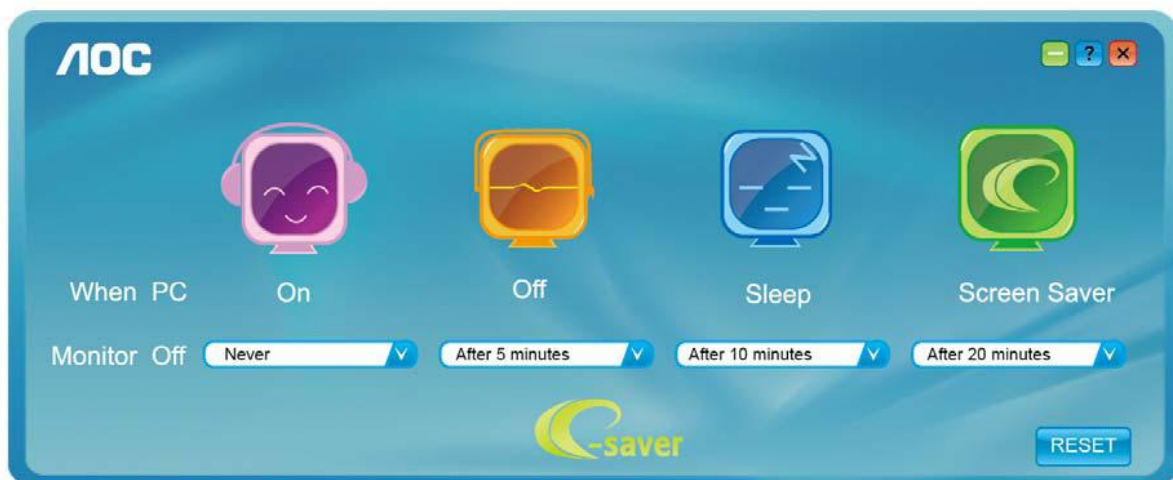 AOC
?
When PC On Off Sleep Screen Saver
Monitor Off Never After 5 minutes After 10 minutes After 20 minutes
e-saver
RESET